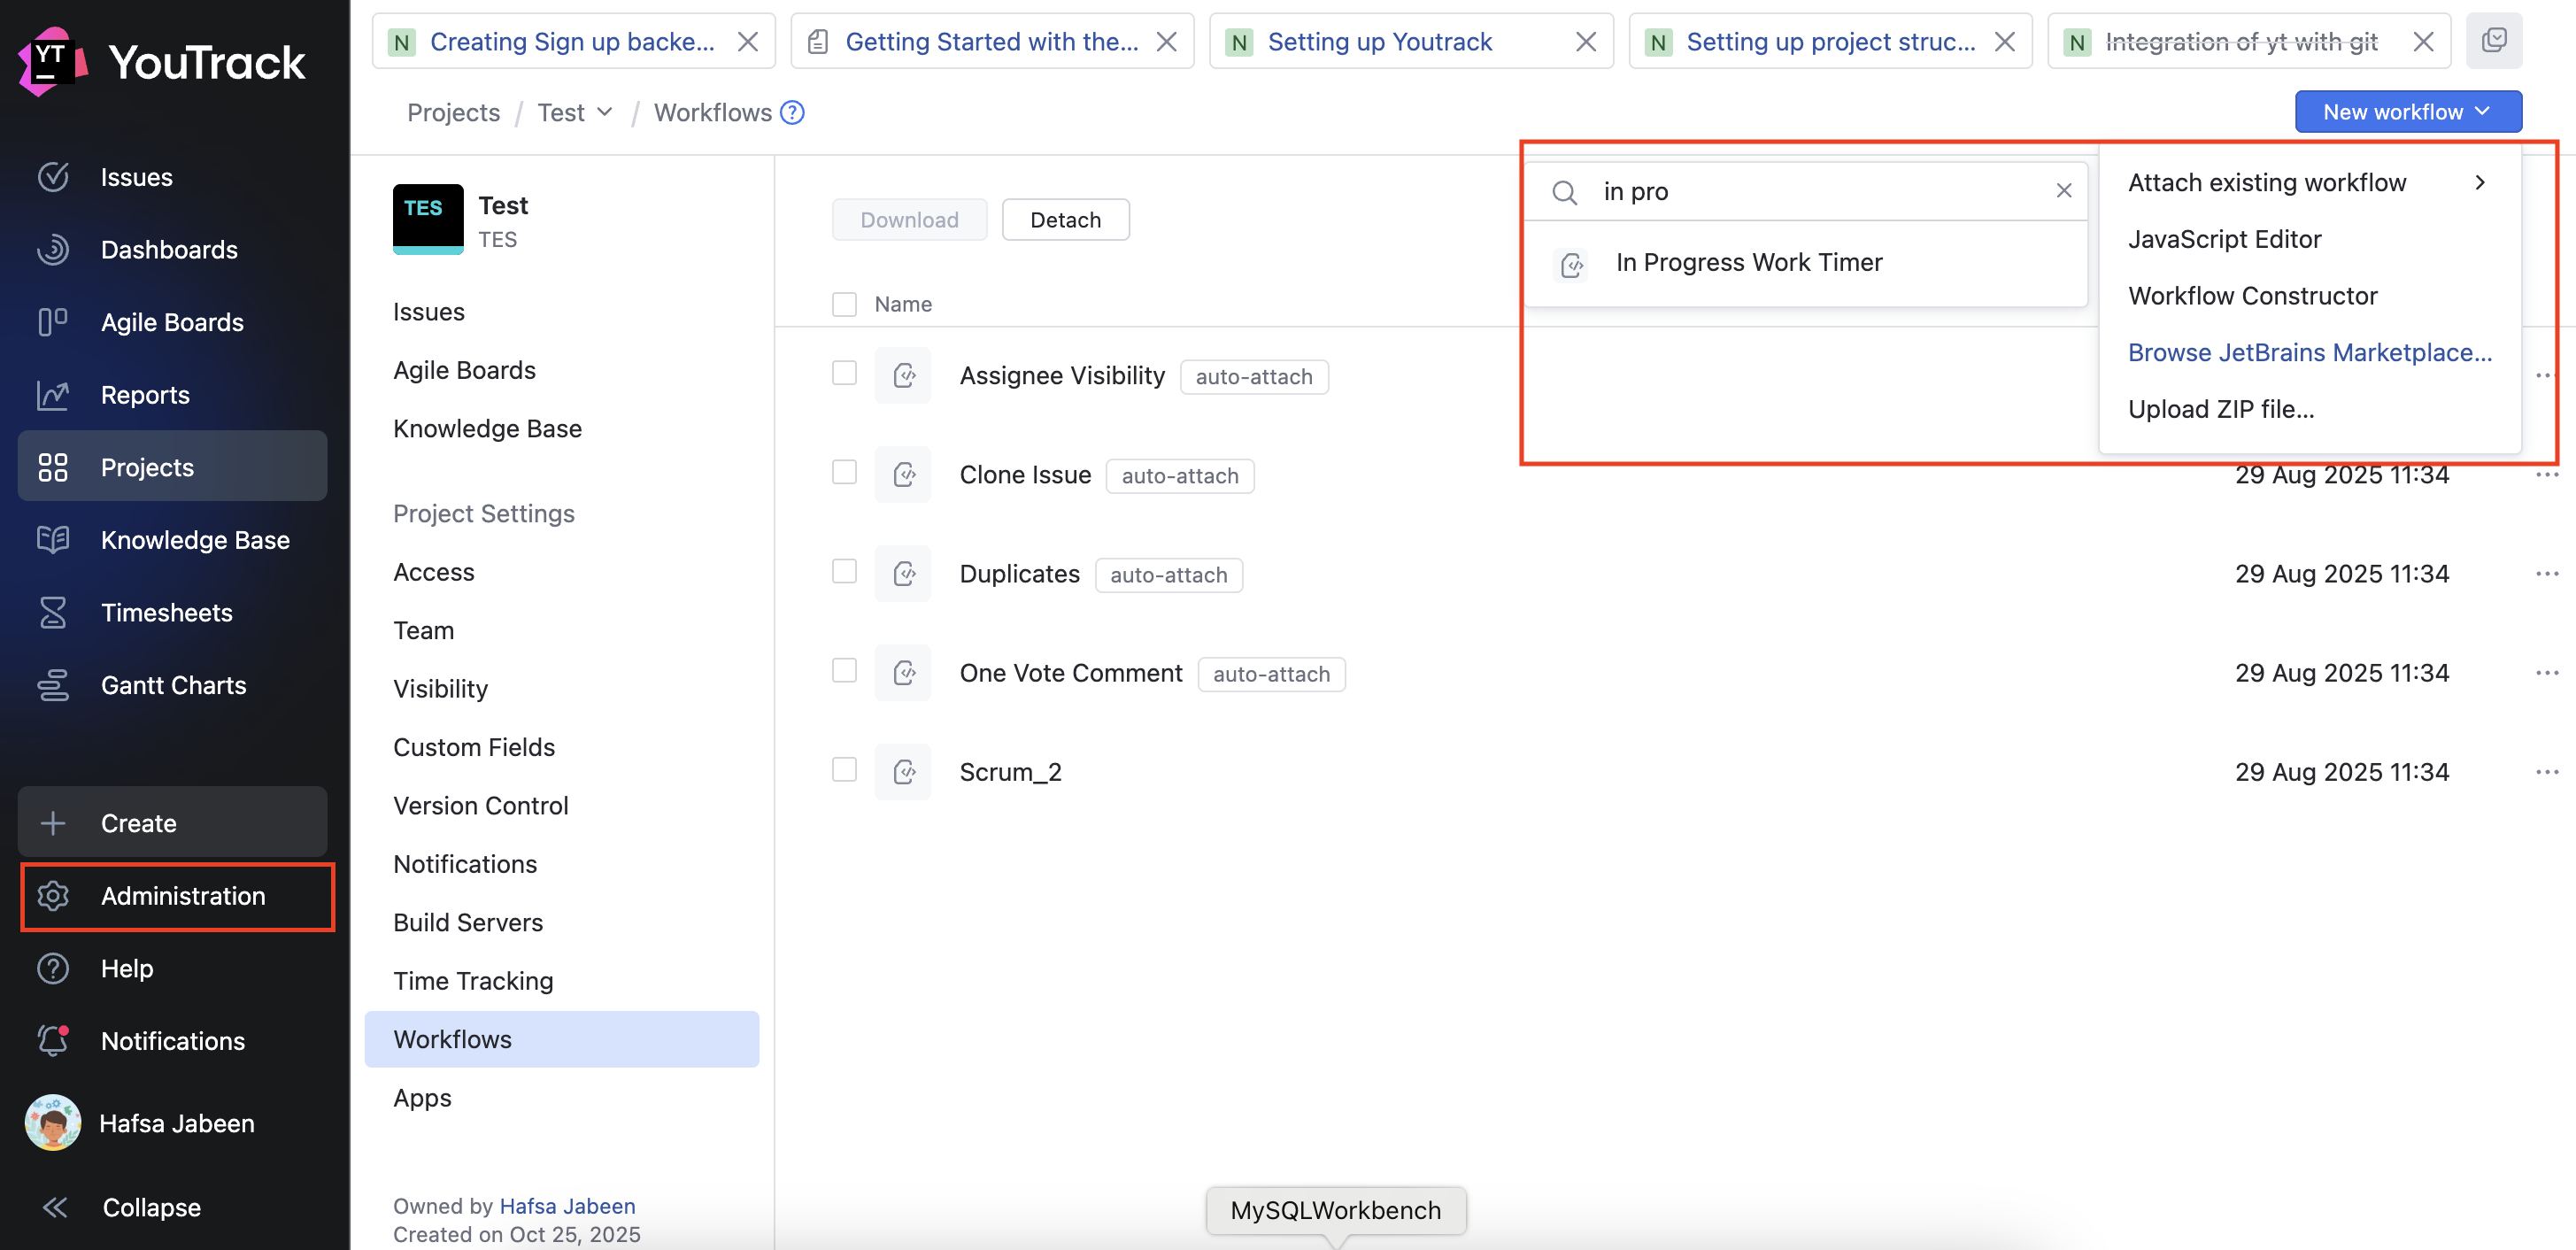 YT
YouTrack
Issues
Dashboards
Agile Boards
Reports
Projects
Knowledge Base
Timesheets
Gantt Charts
Create
Administration
Help
Notifications
Hafsa Jabeen
Collapse
N Creating Sign up backe...
Getting Started with the...
N Setting up Youtrack
N Setting up project struc...
N Integration of yt with git
Projects / Test / Workflows ?
New workflow
TES
Test
TES
Issues
Agile Boards
Knowledge Base
Project Settings
Access
Team
Visibility
Custom Fields
Version Control
Notifications
Build Servers
Time Tracking
Workflows
Apps
Owned by Hafsa Jabeen
Created on Oct 25, 2025
Download
Detach
in pro
In Progress Work Timer
Attach existing workflow
JavaScript Editor
Workflow Constructor
Browse JetBrains Marketplace...
Upload ZIP file...
Name
Assignee Visibility auto-attach
Clone Issue auto-attach 29 Aug 2025 11:34
Duplicates auto-attach 29 Aug 2025 11:34
One Vote Comment auto-attach 29 Aug 2025 11:34
Scrum_2 29 Aug 2025 11:34
MySQLWorkbench